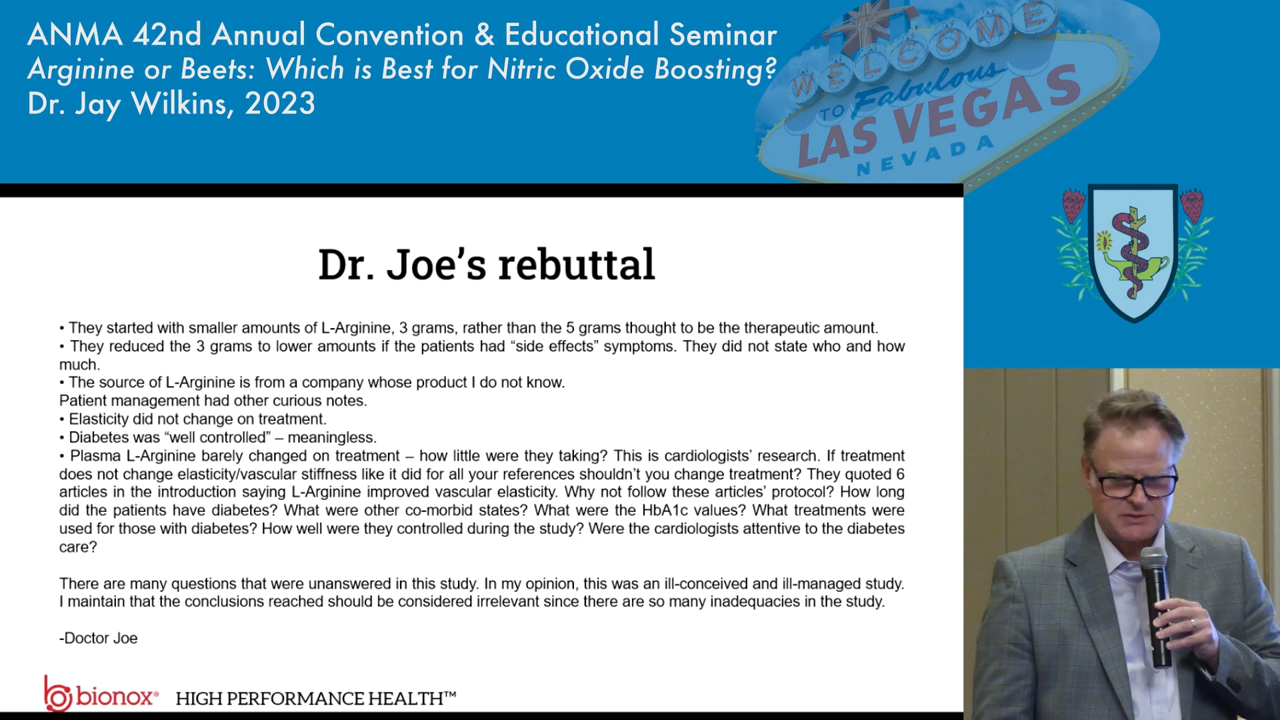 ANMA 42nd Annual Convention & Educational Seminar
Arginine or Beets: Which is Best for Nitric Oxide Boosting?
Dr. Jay Wilkins, 2023
WELCOME
TO Fabulous
LAS VEGAS
NEVADA
Dr. Joe’s rebuttal
• They started with smaller amounts of L-Arginine, 3 grams, rather than the 5 grams thought to be the therapeutic amount.
• They reduced the 3 grams to lower amounts if the patients had “side effects” symptoms. They did not state who and how
much.
• The source of L-Arginine is from a company whose product I do not know.
Patient management had other curious notes.
• Elasticity did not change on treatment.
• Diabetes was “well controlled” – meaningless.
• Plasma L-Arginine barely changed on treatment – how little were they taking? This is cardiologists’ research. If treatment
does not change elasticity/vascular stiffness like it did for all your references shouldn’t you change treatment? They quoted 6
articles in the introduction saying L-Arginine improved vascular elasticity. Why not follow these articles’ protocol? How long
did the patients have diabetes? What were other co-morbid states? What were the HbA1c values? What treatments were
used for those with diabetes? How well were they controlled during the study? Were the cardiologists attentive to the diabetes
care?
There are many questions that were unanswered in this study. In my opinion, this was an ill-conceived and ill-managed study.
I maintain that the conclusions reached should be considered irrelevant since there are so many inadequacies in the study.
-Doctor Joe
bionox® HIGH PERFORMANCE HEALTH™